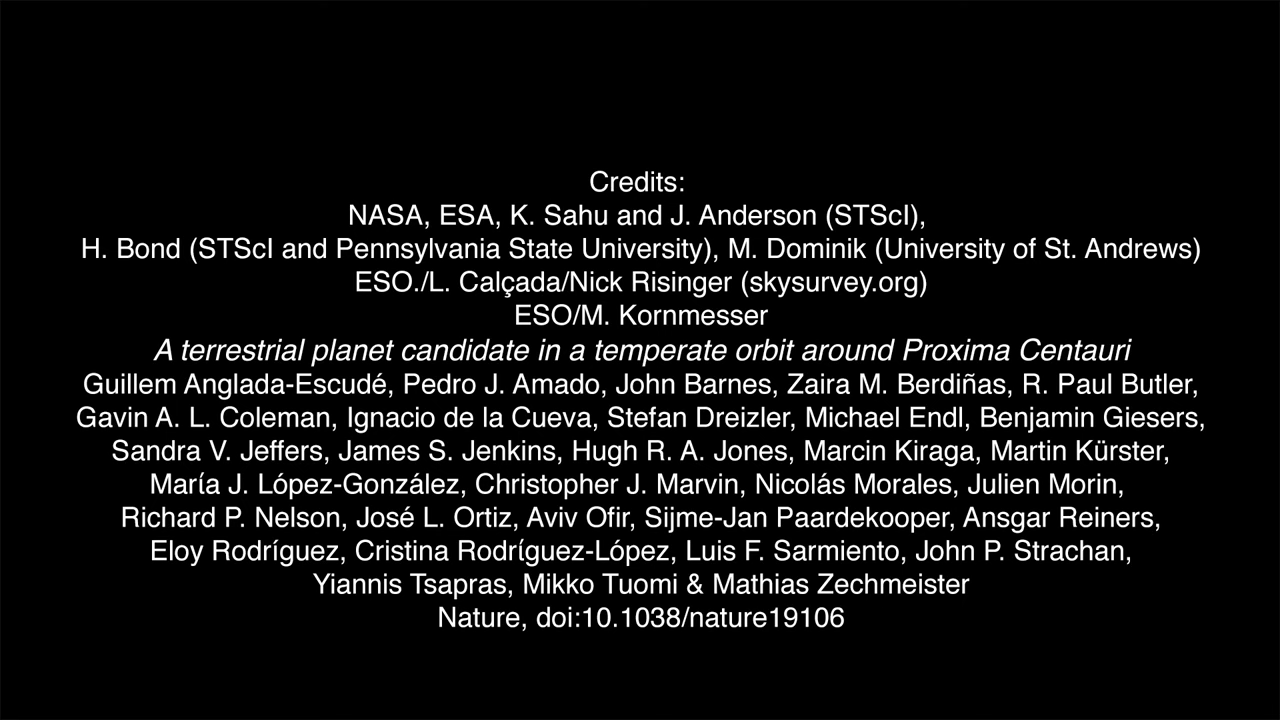 Credits:
NASA, ESA, K. Sahu and J. Anderson (STScI),
H. Bond (STScI and Pennsylvania State University), M. Dominik (University of St. Andrews)
ESO./L. Calçada/Nick Risinger (skysurvey.org)
ESO/M. Kornmesser
A terrestrial planet candidate in a temperate orbit around Proxima Centauri
Guillem Anglada-Escudé, Pedro J. Amado, John Barnes, Zaira M. Berdiñas, R. Paul Butler,
Gavin A. L. Coleman, Ignacio de la Cueva, Stefan Dreizler, Michael Endl, Benjamin Giesers,
Sandra V. Jeffers, James S. Jenkins, Hugh R. A. Jones, Marcin Kiraga, Martin Kürster,
María J. López-González, Christopher J. Marvin, Nicolás Morales, Julien Morin,
Richard P. Nelson, José L. Ortiz, Aviv Ofir, Sijme-Jan Paardekooper, Ansgar Reiners,
Eloy Rodríguez, Cristina Rodríguez-López, Luis F. Sarmiento, John P. Strachan,
Yiannis Tsapras, Mikko Tuomi & Mathias Zechmeister
Nature, doi:10.1038/nature19106